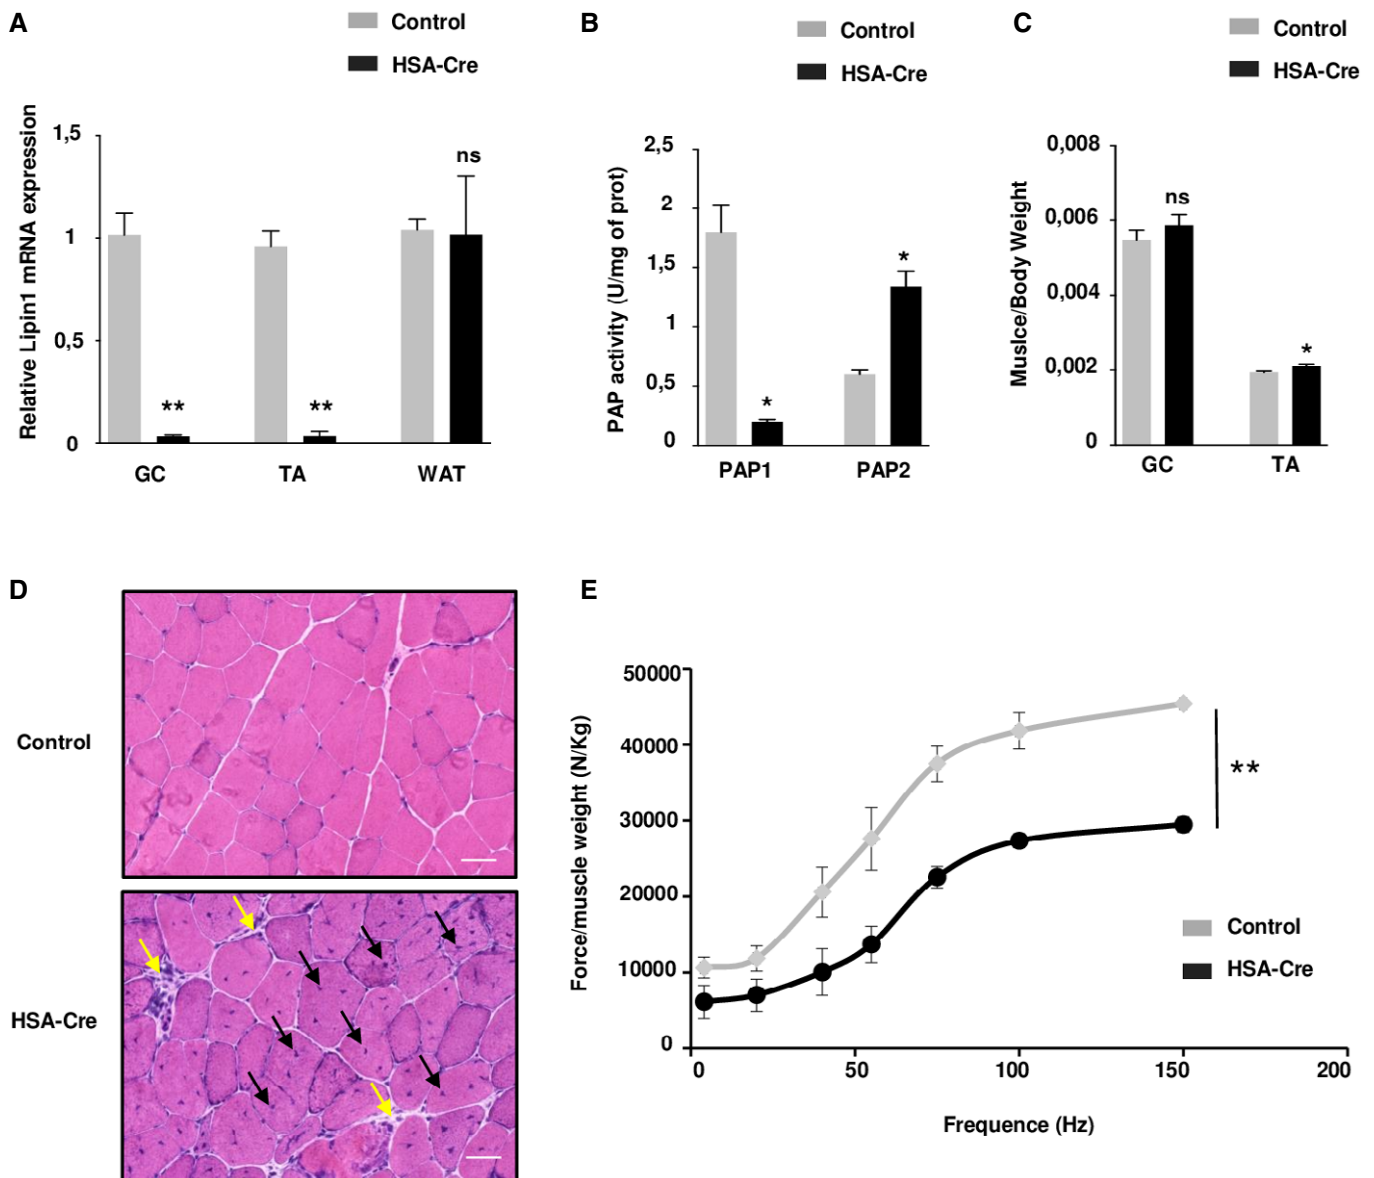 A
Control
HSA-Cre
Relative Lipin1 mRNA expression
1,5
1
0,5
0
**
**
ns
GC
TA
WAT
B
Control
HSA-Cre
PAP activity (U/mg of prot)
2,5
2
1,5
1
0,5
0
*
*
PAP1
PAP2
C
Control
HSA-Cre
Muslce/Body Weight
0,008
0,006
0,004
0,002
0
ns
*
GC
TA
D
Control
HSA-Cre
E
Force/muscle weight (N/Kg)
50000
40000
30000
20000
10000
0
**
Control
HSA-Cre
0
50
100
150
200
Frequence (Hz)